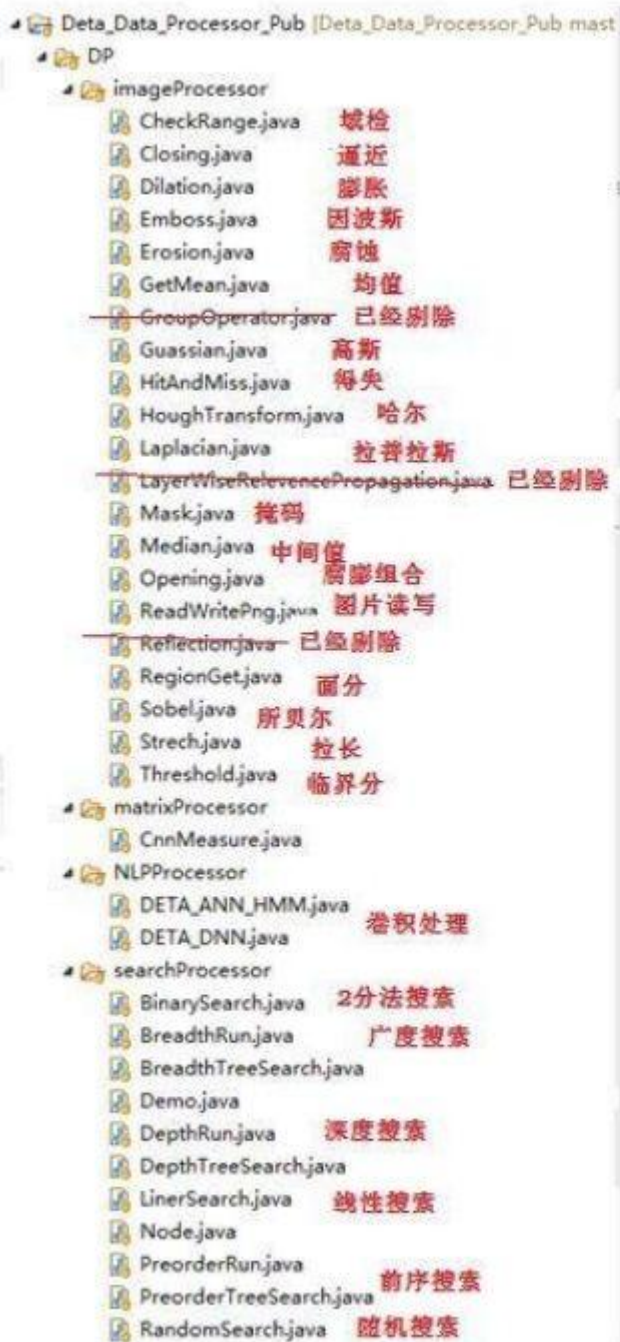 Deta_Data_Processor_Pub [Deta_Data_Processor_Pub mast
DP
imageProcessor
CheckRange.java 域检
Closing.java 逼近
Dilation.java 膨胀
Emboss.java 因波斯
Erosion.java 腐蚀
GetMean.java 均值
GroupOperator.java 已经删除
Guassian.java 高斯
HitAndMiss.java 得失
HoughTransform.java 哈尔
Laplacian.java 拉普拉斯
LayerWiseRelevencePropagation.java 已经删除
Mask.java 掩码
Median.java 中间值
Opening.java 腐膨组合
ReadWritePng.java 图片读写
Reflection.java 已经删除
RegionGet.java 面分
Sobel.java 所贝尔
Strech.java 拉长
Threshold.java 临界分
matrixProcessor
CnnMeasure.java
NLPProcessor
DETA_ANN_HMM.java
卷积处理
DETA_DNN.java
searchProcessor
BinarySearch.java 2分法搜索
BreadthRun.java 广度搜索
BreadthTreeSearch.java
Demo.java
DepthRun.java 深度搜索
DepthTreeSearch.java
LinerSearch.java 线性搜索
Node.java
PreorderRun.java
前序搜索
PreorderTreeSearch.java
RandomSearch.java 随机搜索